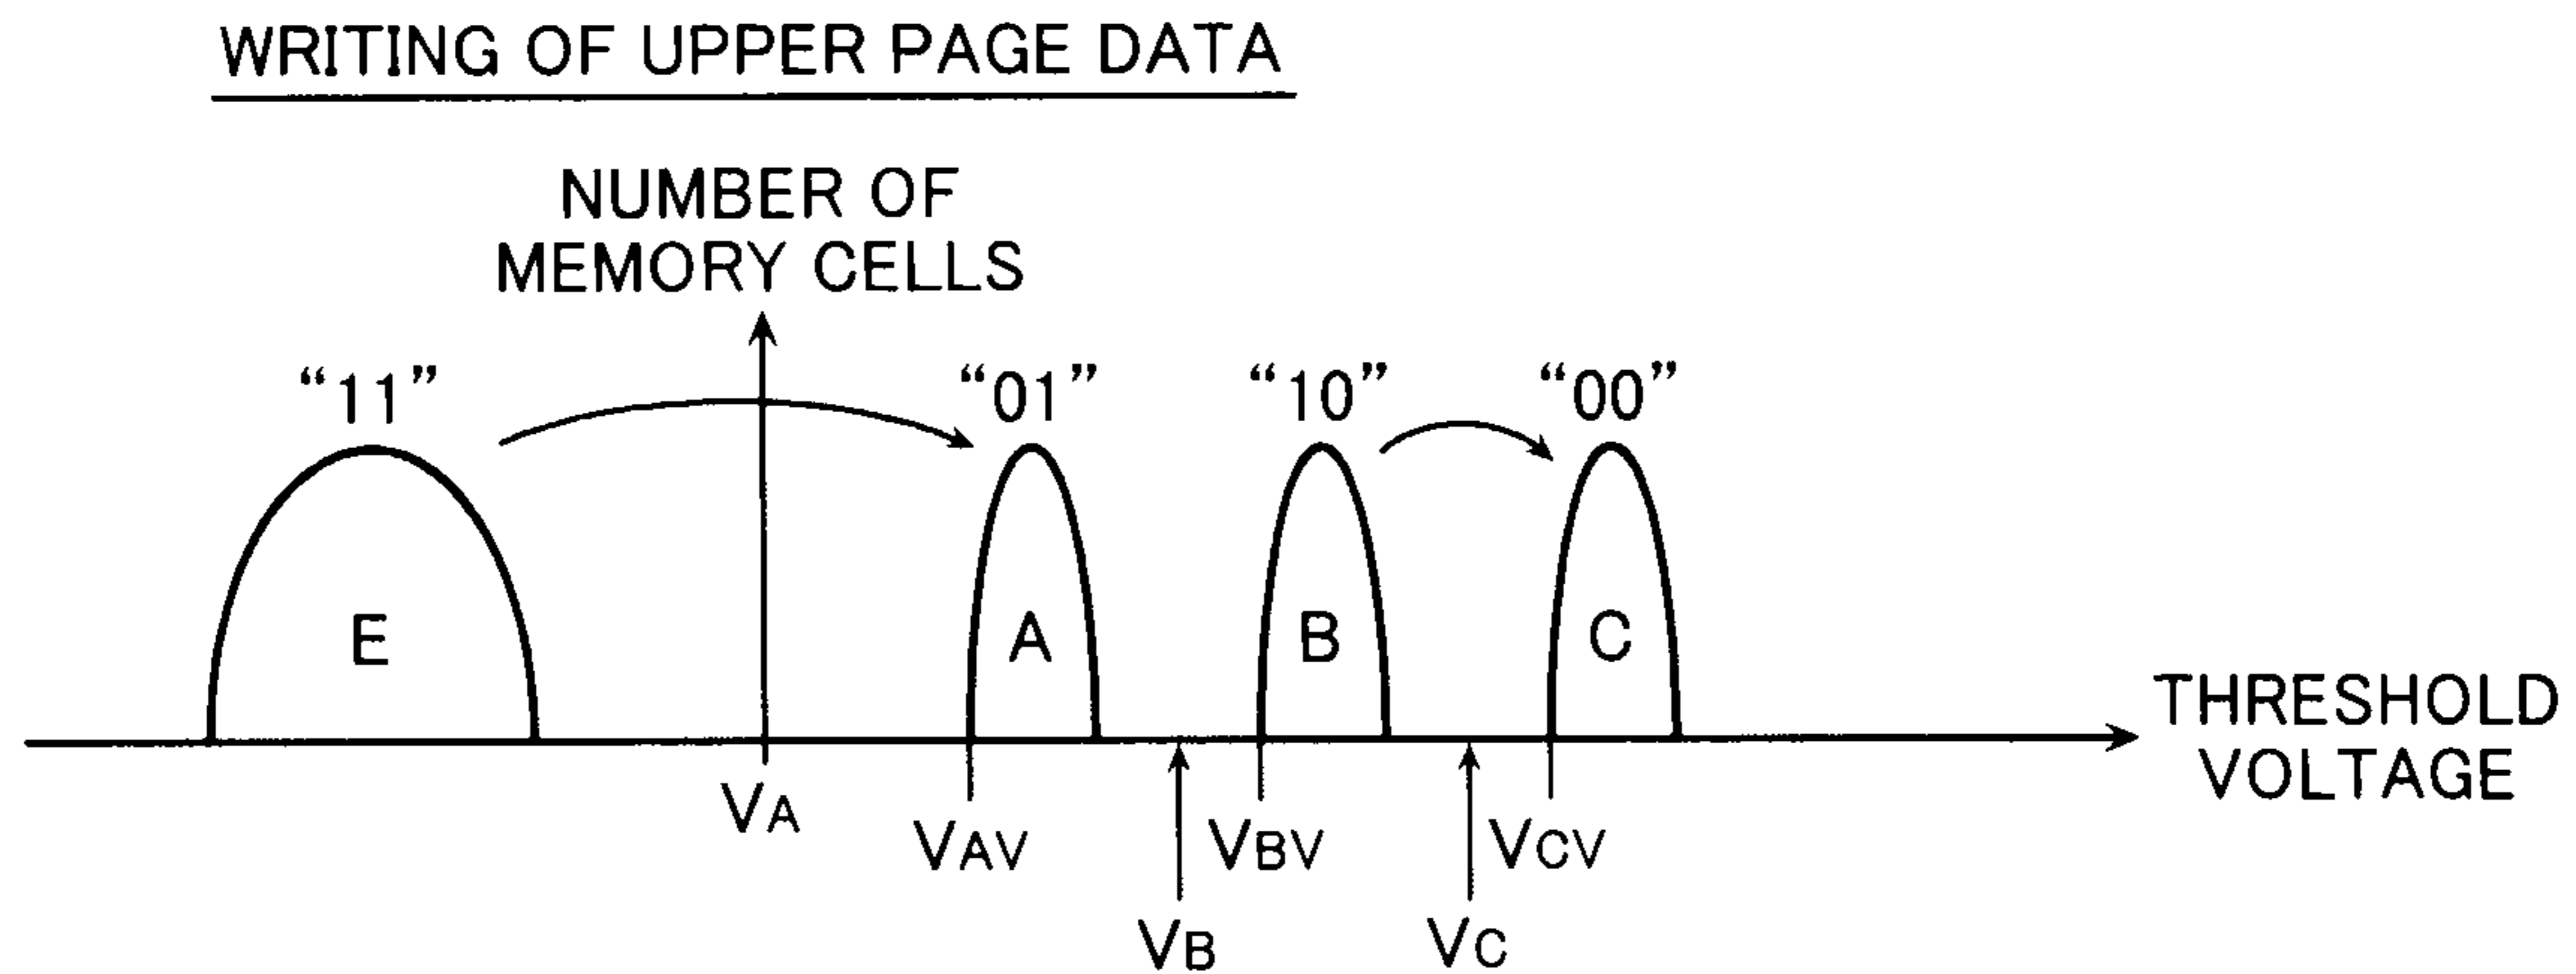 WRITING OF UPPER PAGE DATA
NUMBER OF
MEMORY CELLS
“11”
“01”
“10”
“00”
E
A
B
C
THRESHOLD
VOLTAGE
VA
VAV
VBV
VCV
VB
VC